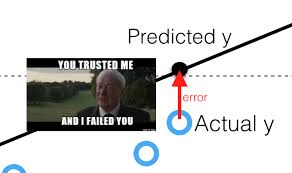 Predicted y
YOU TRUSTED ME
error
AND I FAILED YOU
Actual y